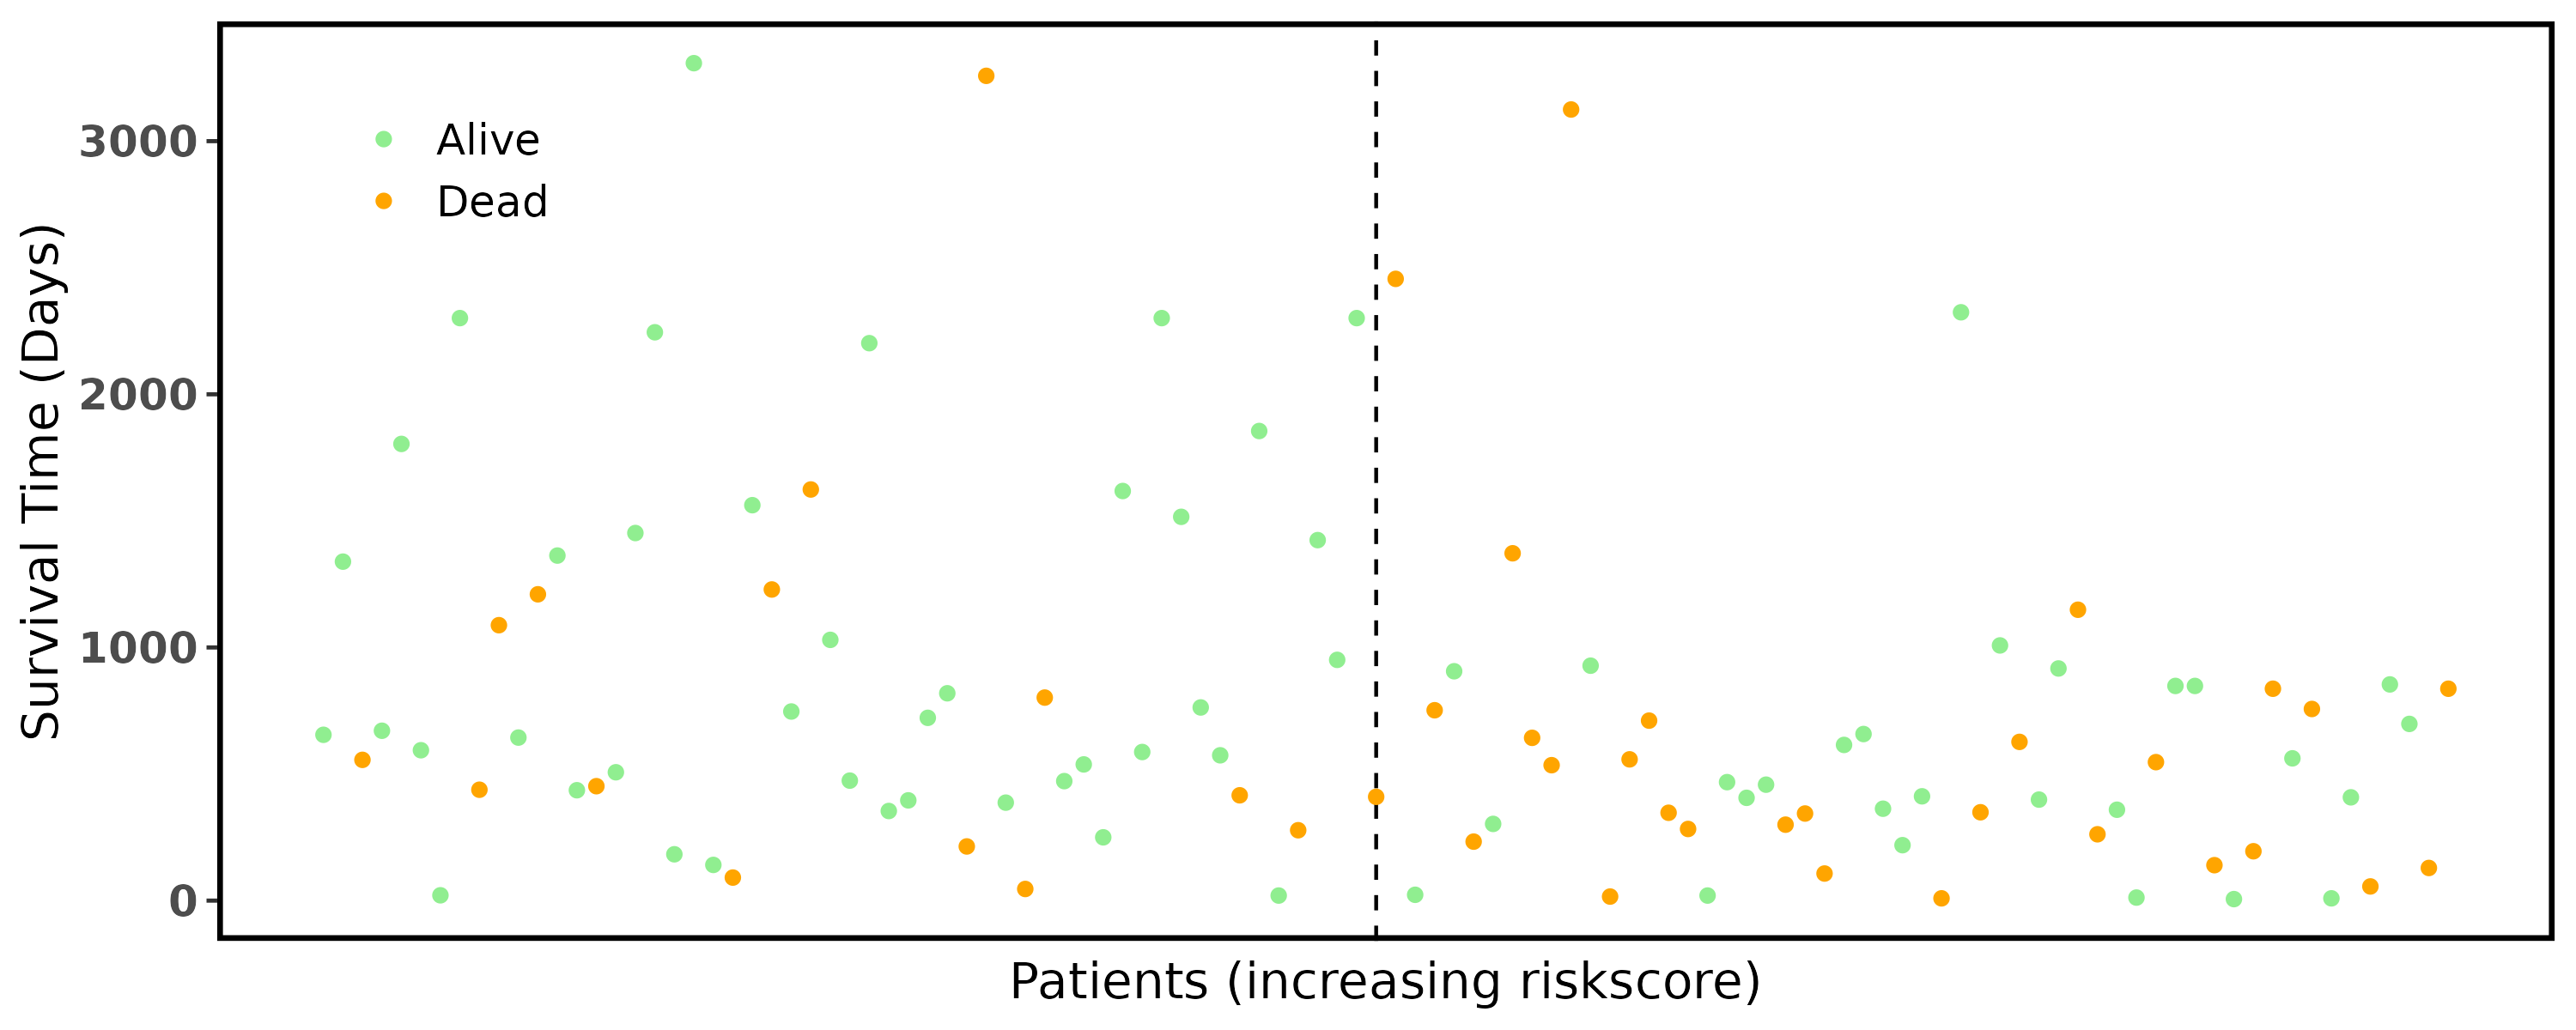 Survival Time (Days)
3000
2000
1000
0
Alive
Dead
Patients (increasing riskscore)